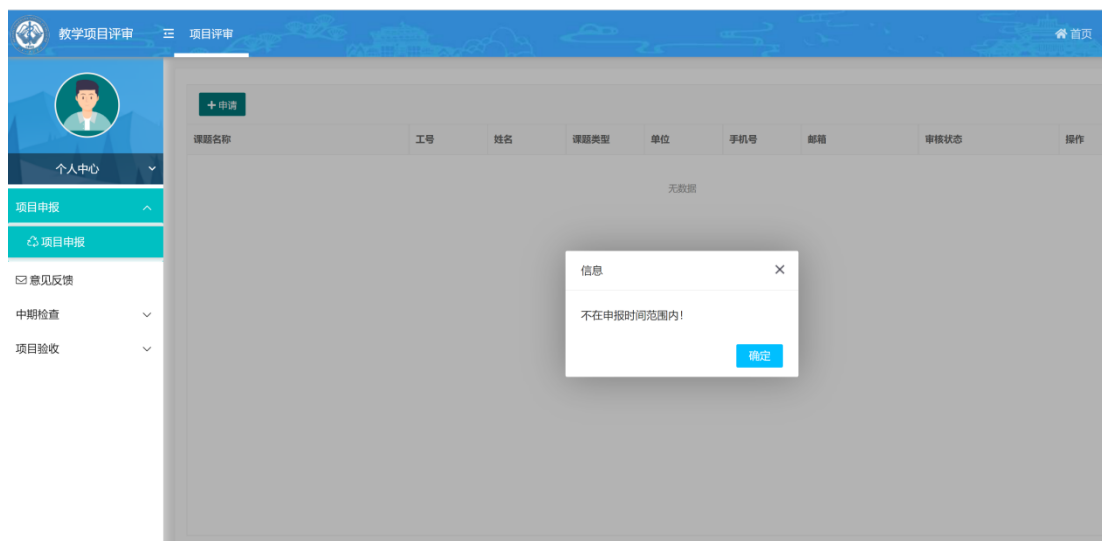 教学项目评审 项目评审 首页
个人中心
项目申报
项目申报
意见反馈
中期检查
项目验收
申请
课题名称 工号 姓名 课题类型 单位 手机号 邮箱 审核状态 操作
无数据
信息
不在申报时间范围内!
确定